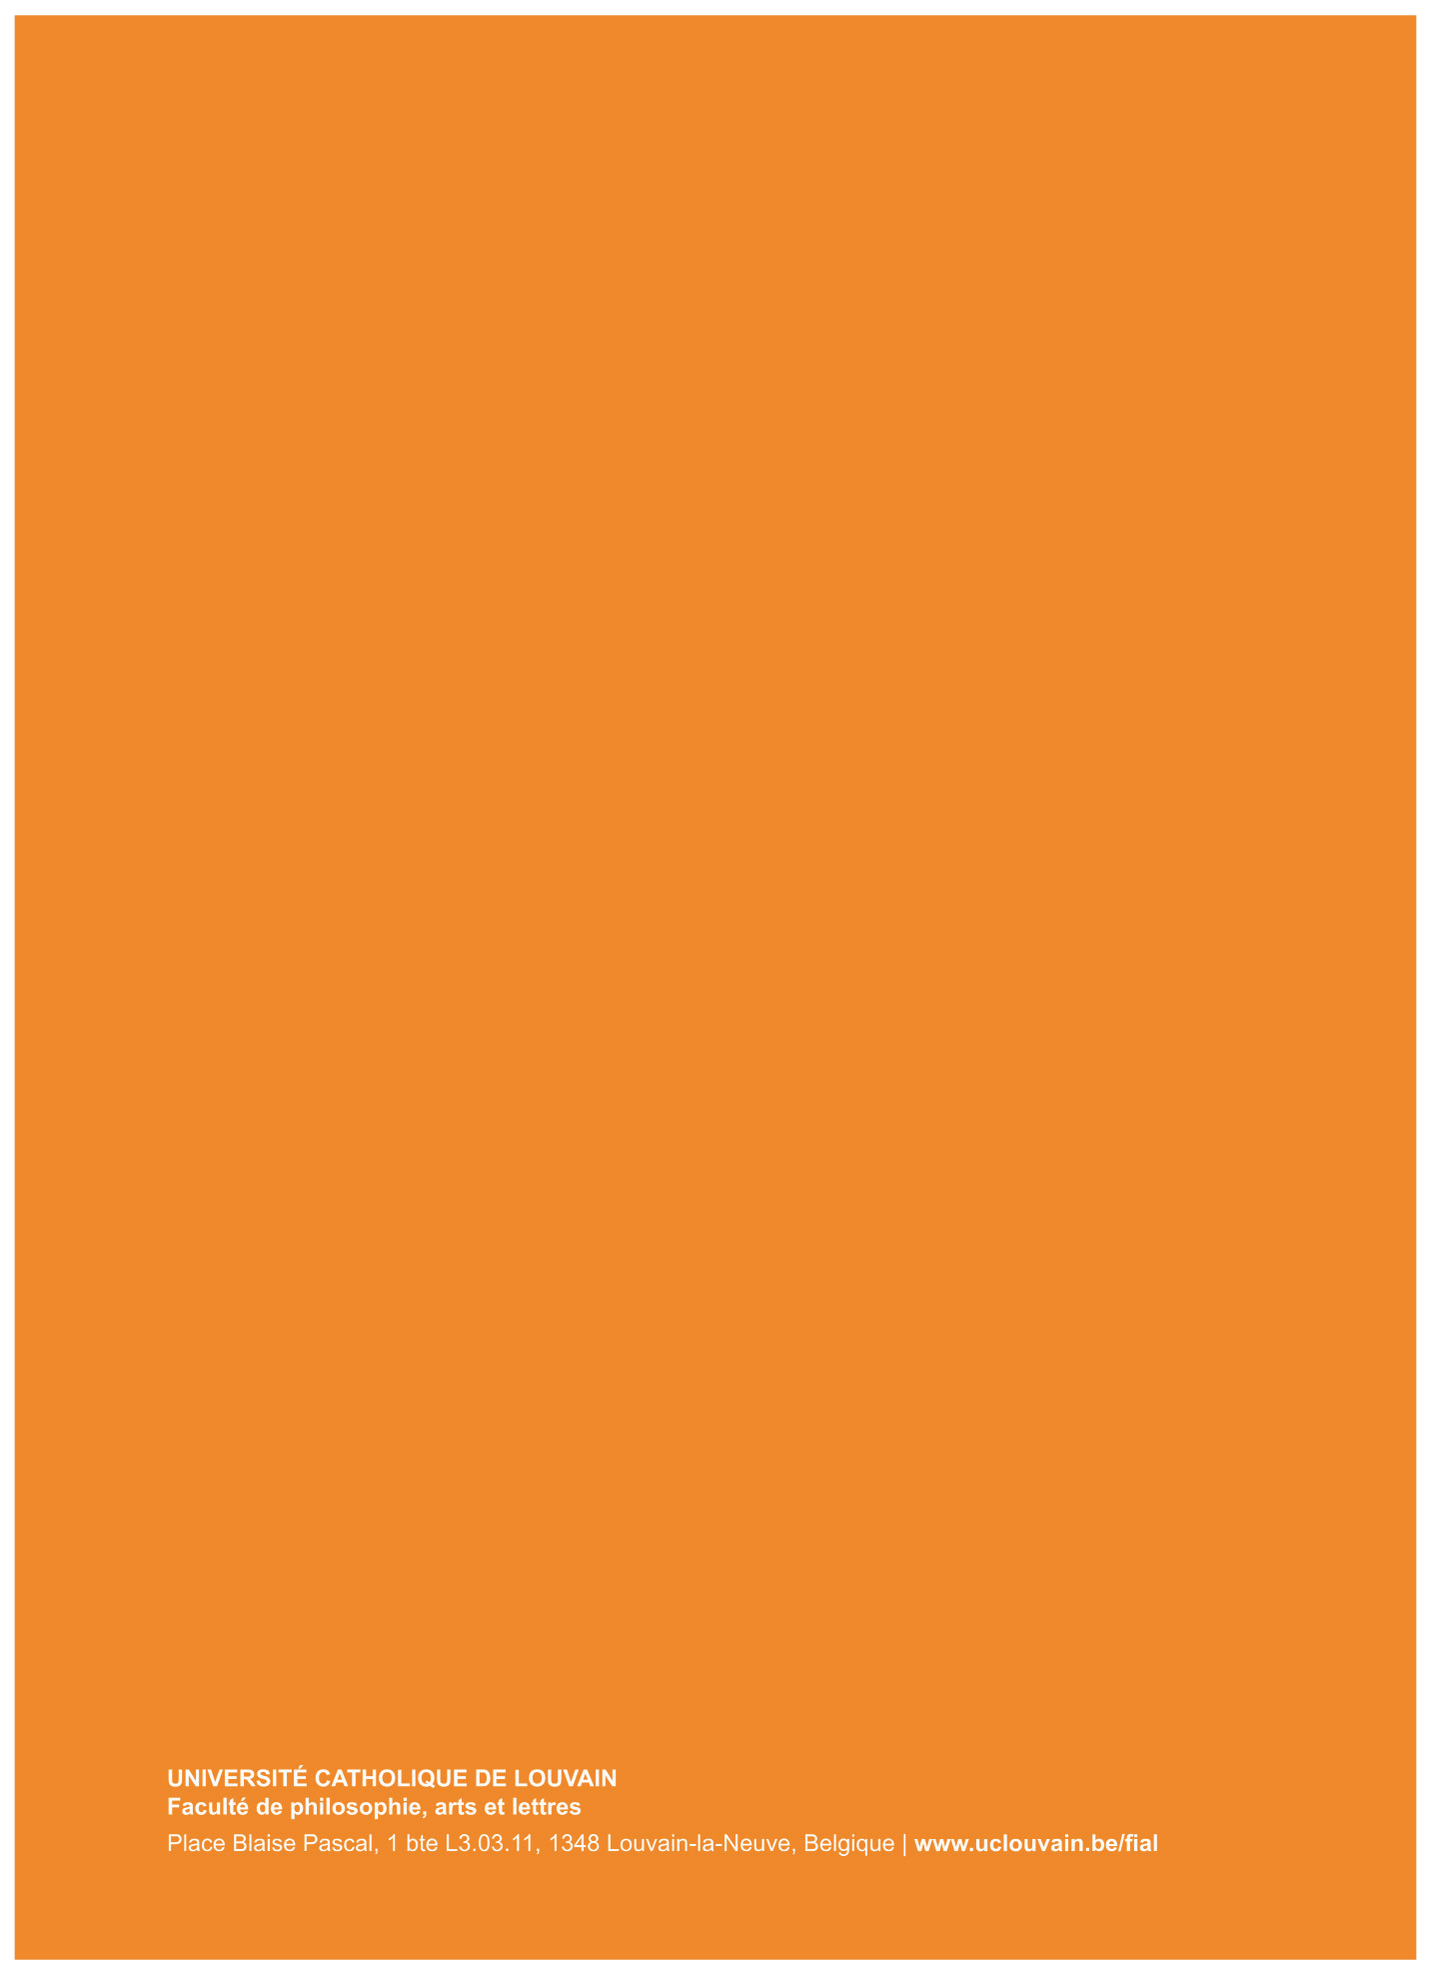 UNIVERSITÉ CATHOLIQUE DE LOUVAIN
Faculté de philosophie, arts et lettres
Place Blaise Pascal, 1 bte L3.03.11, 1348 Louvain-la-Neuve, Belgique | www.uclouvain.be/fial